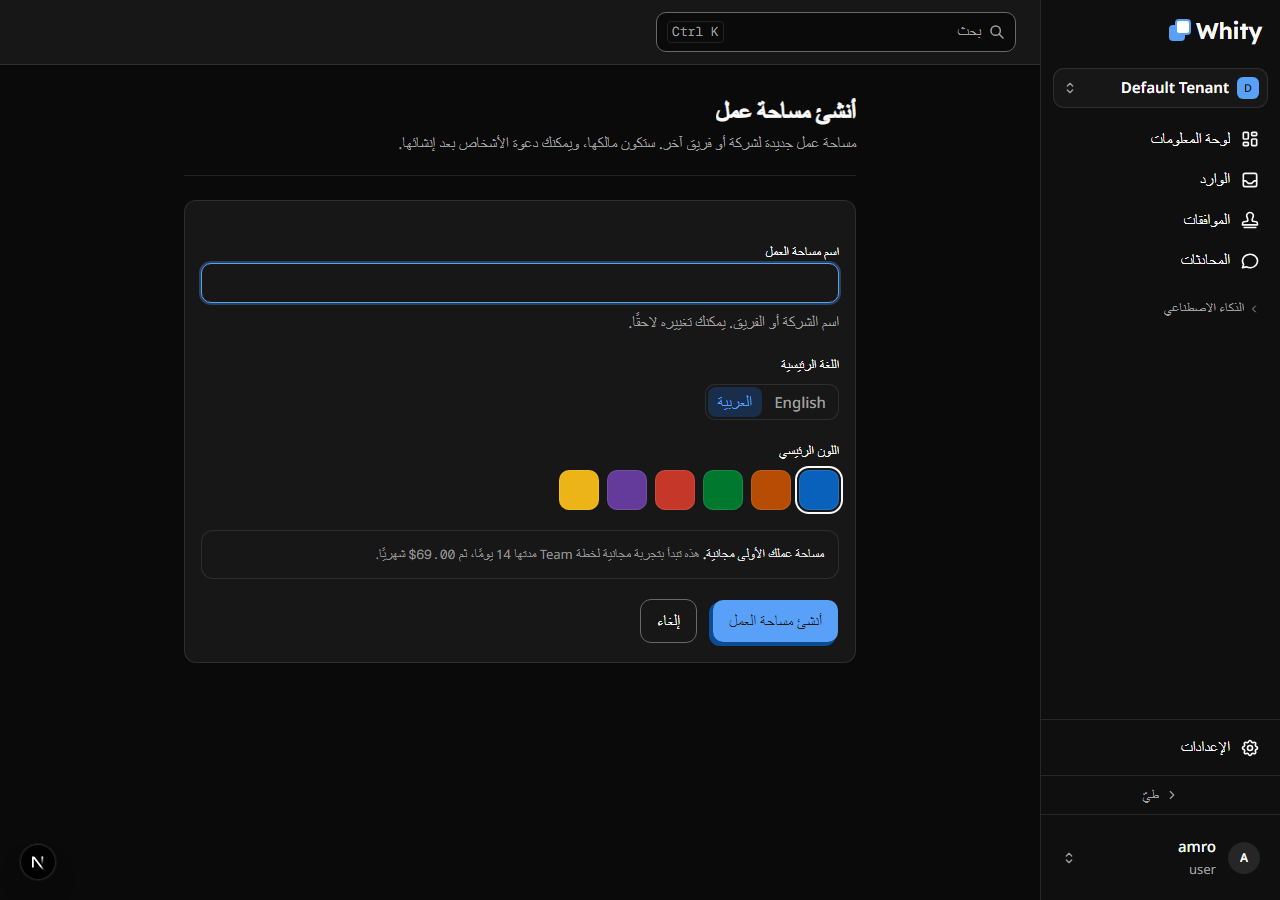 Whity
Default Tenant
D
لوحة المعلومات
الوارد
الموافقات
المحادثات
الذكاء الاصطناعي
الإعدادات
طيّ
A
amro
user
بحث
Ctrl K
أنشئ مساحة عمل
مساحة عمل جديدة لشركة أو فريق آخر. ستكون مالكها، ويمكنك دعوة الأشخاص بعد إنشائها.
اسم مساحة العمل
اسم الشركة أو الفريق. يمكنك تغييره لاحقًا.
اللغة الرئيسية
English
العربية
اللون الرئيسي
مساحة عملك الأولى مجانية. هذه تبدأ بتجربة مجانية لخطة Team مدتها 14 يومًا، ثم $69.00 شهريًا.
أنشئ مساحة العمل
إلغاء
N